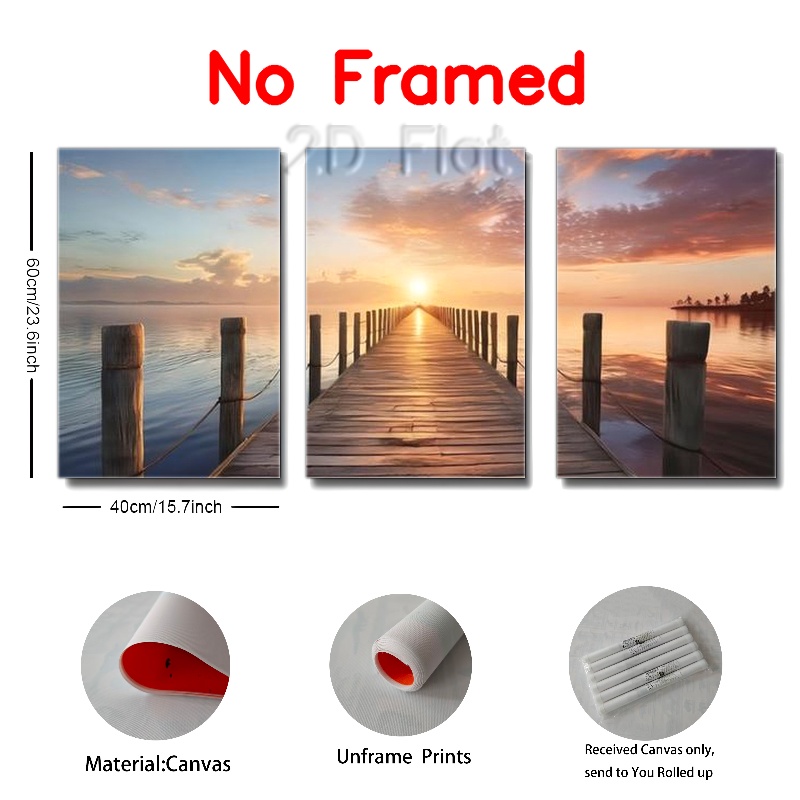 No Framed
2D Flat
60cm/23.6inch
40cm/15.7inch
Material:Canvas
Unframe Prints
Received Canvas only,
send to You Rolled up